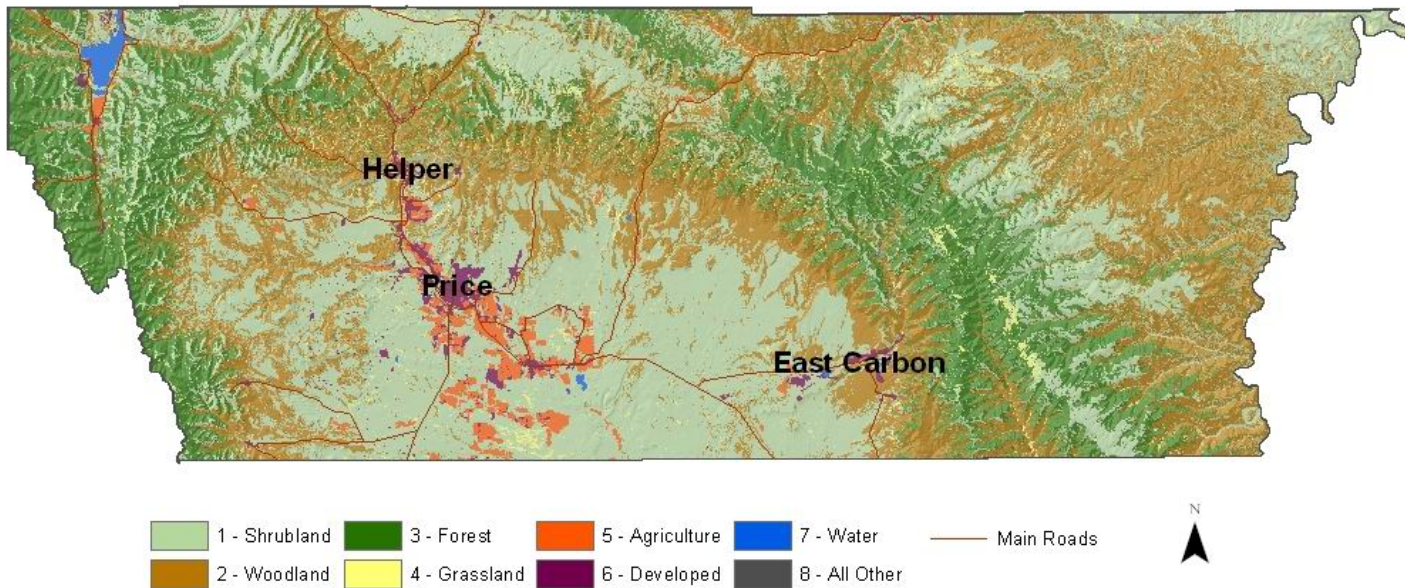 Helper
Price
East Carbon
N
1 - Shrubland 3 - Forest 5 - Agriculture 7 - Water Main Roads
2 - Woodland 4 - Grassland 6 - Developed 8 - All Other